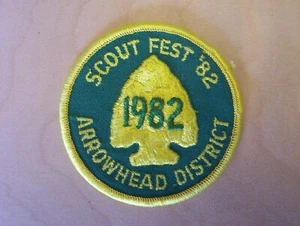 SCOUT FEST '82
1982
ARROWHEAD DISTRICT